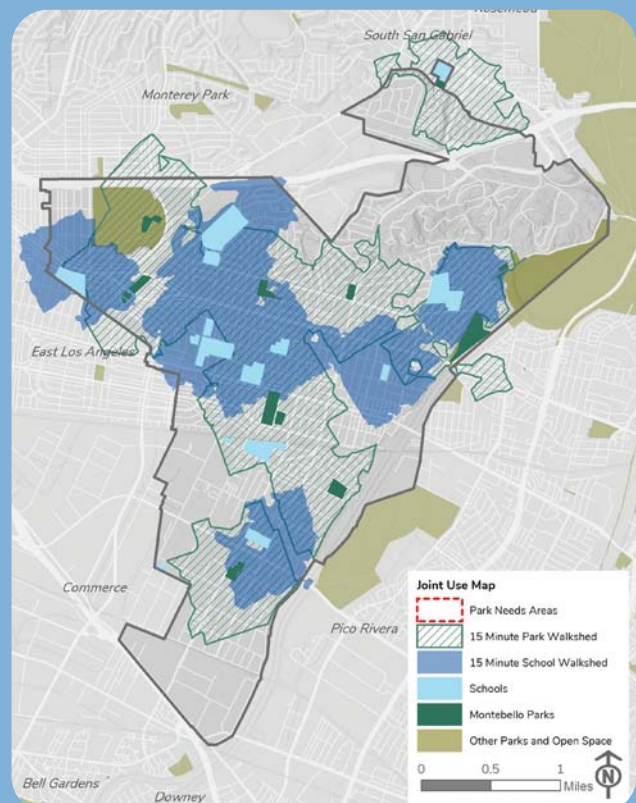 Rosemead
South San Gabriel
Monterey Park
East Los Angeles
Commerce
Pico Rivera
Bell Gardens
Downey
Joint Use Map
Park Needs Areas
15 Minute Park Walkshed
15 Minute School Walkshed
Schools
Montebello Parks
Other Parks and Open Space
0 0.5 1
Miles
N